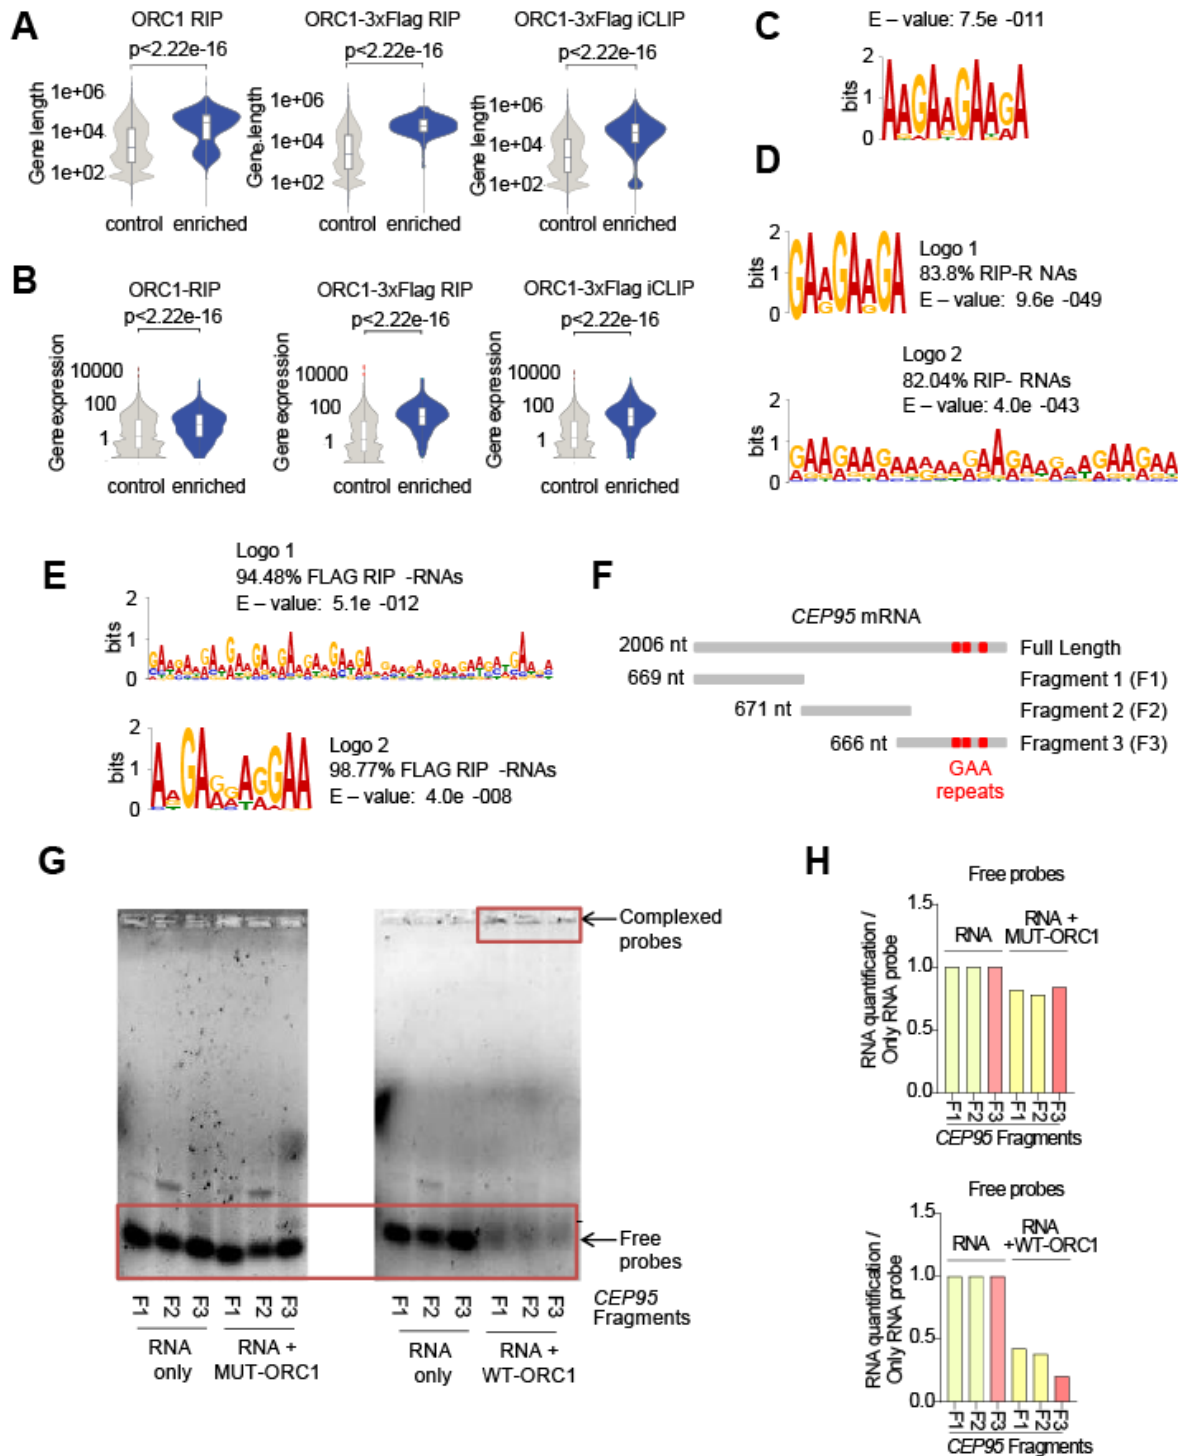 A
ORC1 RIP
p<2.22e-16
Gene length
1e+06
1e+04
1e+02
control enriched
ORC1-3xFlag RIP
p<2.22e-16
Gene.length
1e+06
1e+04
1e+02
control enriched
ORC1-3xFlag iCLIP
p<2.22e-16
Gene length
1e+06
1e+04
1e+02
control enriched
B
ORC1-RIP
p<2.22e-16
Gene expression
10000
100
1
control enriched
ORC1-3xFlag RIP
p<2.22e-16
Gene expression
10000
100
1
control enriched
ORC1-3xFlag iCLIP
p<2.22e-16
Gene expression
10000
100
1
control enriched
C
E – value: 7.5e -011
bits
2
1
0
AAGAAGAAGA
D
bits
2
1
0
GAAGAAGA
Logo 1
83.8% RIP-R NAs
E – value: 9.6e -049
Logo 2
82.04% RIP- RNAs
E – value: 4.0e -043
bits
2
1
0
GAAGAAGAAAAAGAAGAAGAAGAAGAA
E
Logo 1
94.48% FLAG RIP -RNAs
E – value: 5.1e -012
bits
2
1
0
Logo 2
98.77% FLAG RIP -RNAs
E – value: 4.0e -008
bits
2
1
0
AAGAGGAGGAA
F
CEP95 mRNA
2006 nt
Full Length
669 nt
Fragment 1 (F1)
671 nt
Fragment 2 (F2)
666 nt
Fragment 3 (F3)
GAA
repeats
G
Complexed
probes
Free
probes
F1 F2 F3 F1 F2 F3
RNA
only
RNA +
MUT-ORC1
F1 F2 F3 F1 F2 F3
RNA
only
RNA +
WT-ORC1
CEP95
Fragments
H
Free probes
RNA quantification /
Only RNA probe
1.5
1.0
0.5
0.0
RNA
RNA +
MUT-ORC1
F1 F2 F3 F1 F2 F3
CEP95 Fragments
Free probes
RNA quantification /
Only RNA probe
1.5
1.0
0.5
0.0
RNA
RNA
+WT-ORC1
F1 F2 F3 F1 F2 F3
CEP95 Fragments